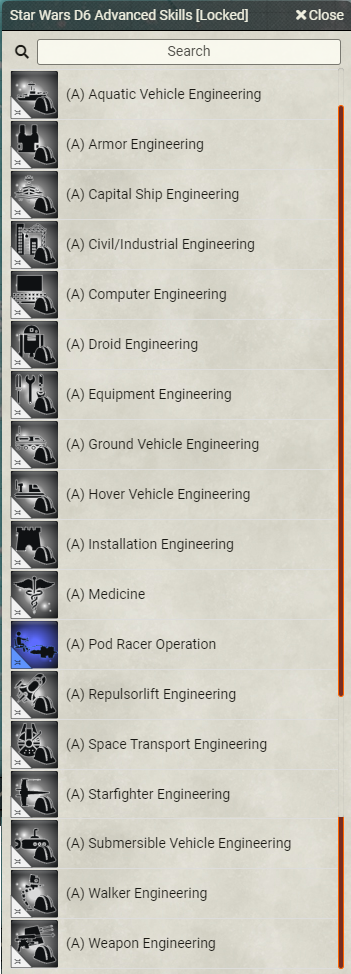 Star Wars D6 Advanced Skills [Locked] Close
Search
(A) Aquatic Vehicle Engineering
(A) Armor Engineering
(A) Capital Ship Engineering
(A) Civil/Industrial Engineering
(A) Computer Engineering
(A) Droid Engineering
(A) Equipment Engineering
(A) Ground Vehicle Engineering
(A) Hover Vehicle Engineering
(A) Installation Engineering
(A) Medicine
(A) Pod Racer Operation
(A) Repulsorlift Engineering
(A) Space Transport Engineering
(A) Starfighter Engineering
(A) Submersible Vehicle Engineering
(A) Walker Engineering
(A) Weapon Engineering